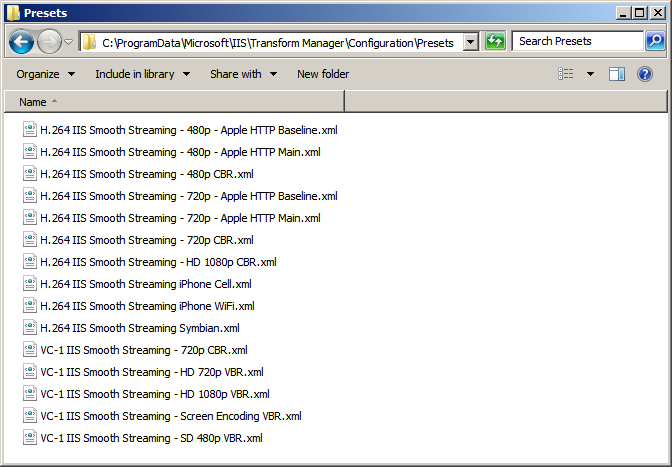 Presets
C:\ProgramData\Microsoft\IIS\Transform Manager\Configuration\Presets Search Presets
Organize Include in library Share with New folder
Name
H.264 IIS Smooth Streaming - 480p - Apple HTTP Baseline.xml
H.264 IIS Smooth Streaming - 480p - Apple HTTP Main.xml
H.264 IIS Smooth Streaming - 480p CBR.xml
H.264 IIS Smooth Streaming - 720p - Apple HTTP Baseline.xml
H.264 IIS Smooth Streaming - 720p - Apple HTTP Main.xml
H.264 IIS Smooth Streaming - 720p CBR.xml
H.264 IIS Smooth Streaming - HD 1080p CBR.xml
H.264 IIS Smooth Streaming iPhone Cell.xml
H.264 IIS Smooth Streaming iPhone WiFi.xml
H.264 IIS Smooth Streaming Symbian.xml
VC-1 IIS Smooth Streaming - 720p CBR.xml
VC-1 IIS Smooth Streaming - HD 720p VBR.xml
VC-1 IIS Smooth Streaming - HD 1080p VBR.xml
VC-1 IIS Smooth Streaming - Screen Encoding VBR.xml
VC-1 IIS Smooth Streaming - SD 480p VBR.xml